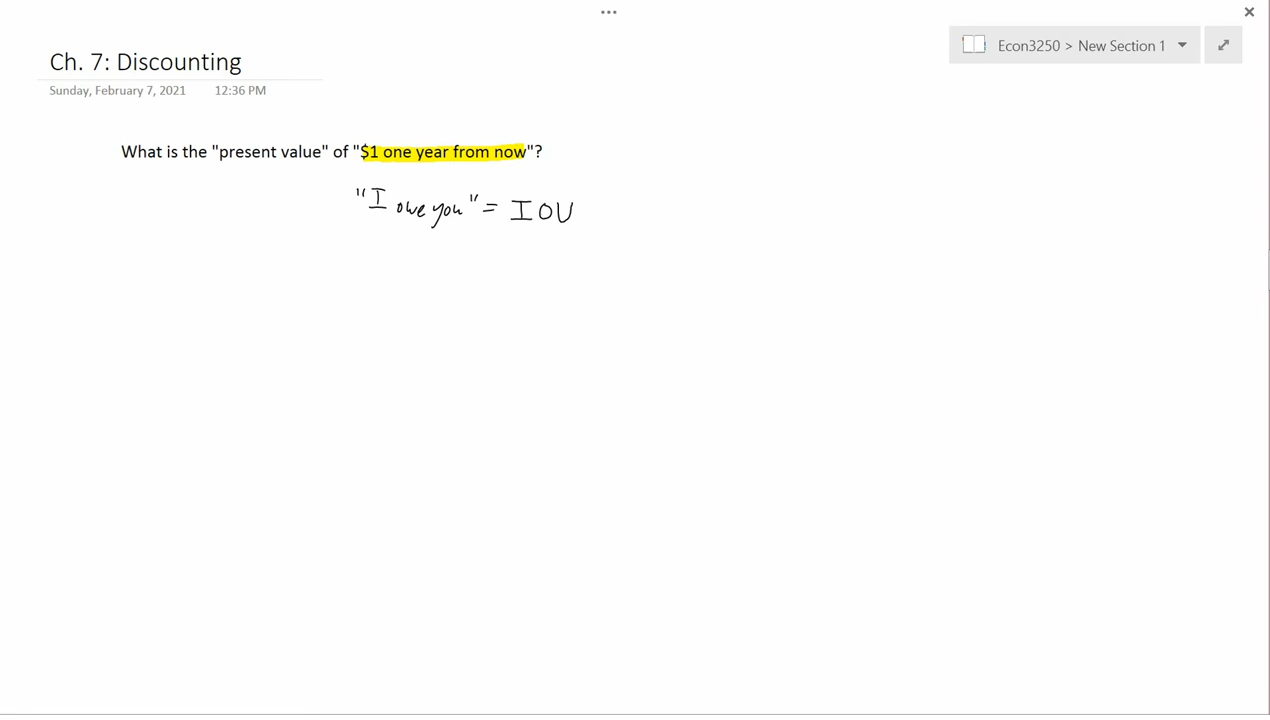 Econ3250 > New Section 1
Ch. 7: Discounting
Sunday, February 7, 2021 12:36 PM
What is the "present value" of "$1 one year from now"?
"I owe you" = IOU